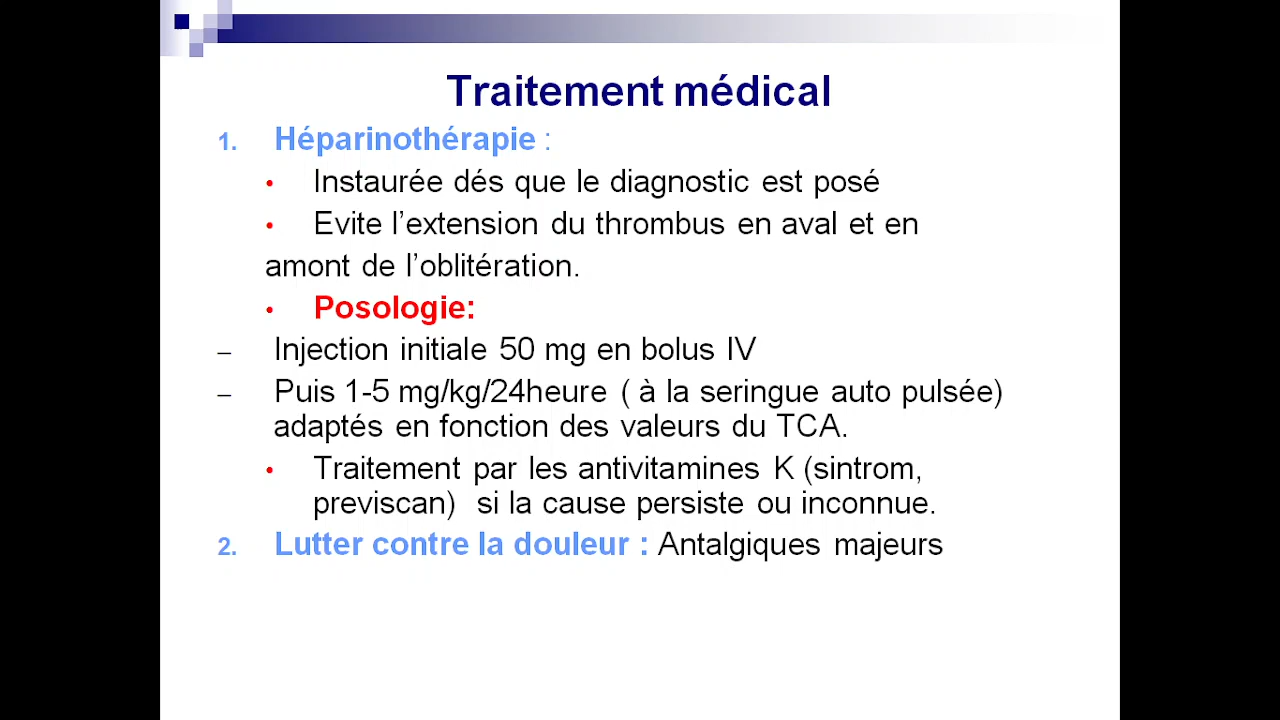 Traitement médical
1. Héparinothérapie :
• Instaurée dés que le diagnostic est posé
• Evite l’extension du thrombus en aval et en
amont de l’oblitération.
• Posologie:
– Injection initiale 50 mg en bolus IV
– Puis 1-5 mg/kg/24heure ( à la seringue auto pulsée)
adaptés en fonction des valeurs du TCA.
• Traitement par les antivitamines K (sintrom,
previscan) si la cause persiste ou inconnue.
2. Lutter contre la douleur : Antalgiques majeurs